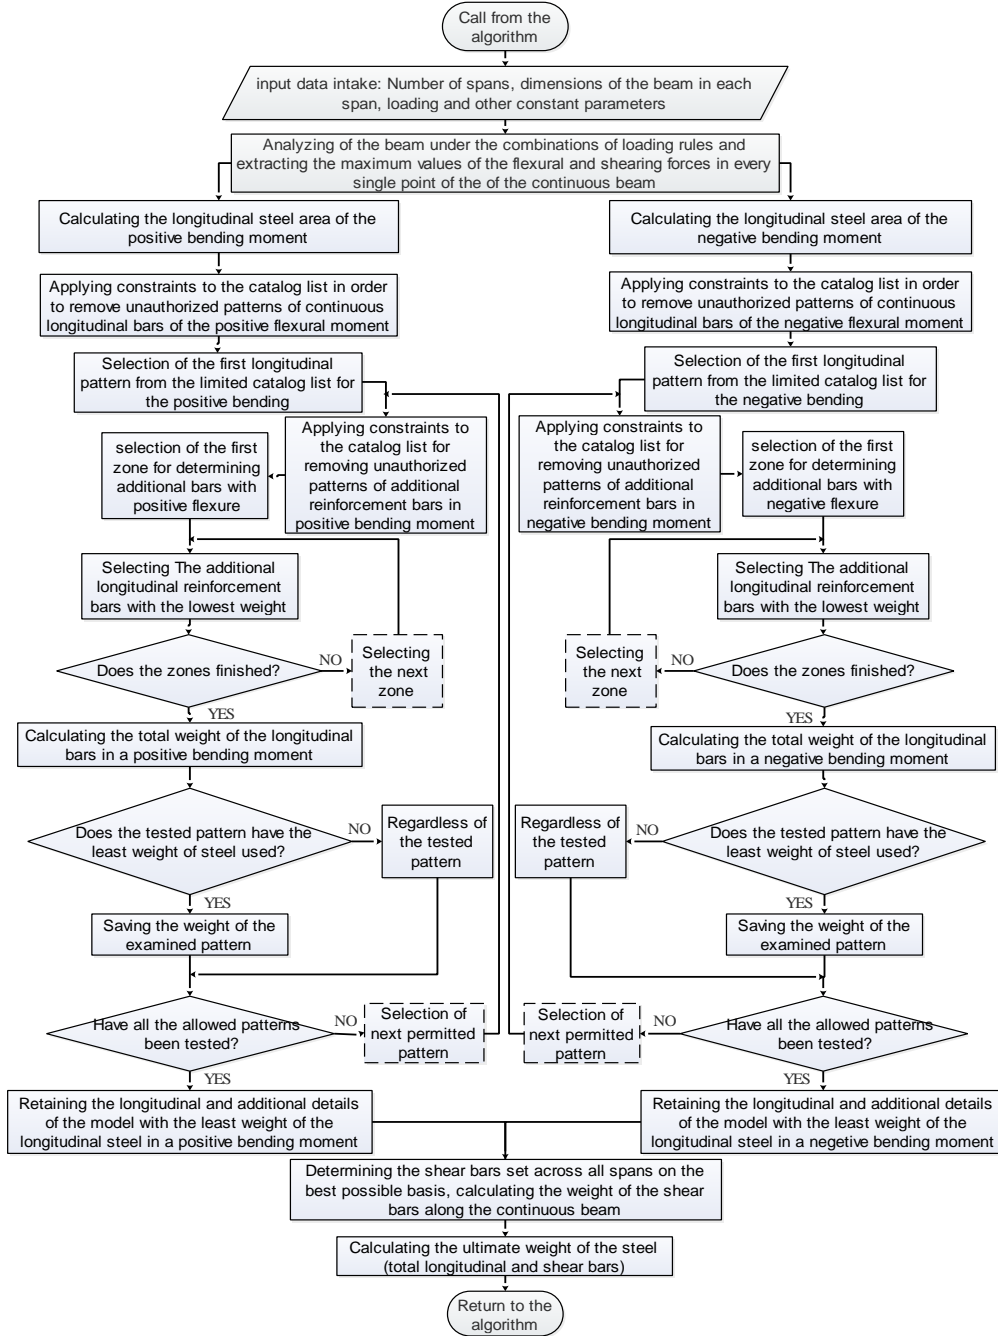 Call from the
algorithm
input data intake: Number of spans, dimensions of the beam in each
span, loading and other constant parameters
Analyzing of the beam under the combinations of loading rules and
extracting the maximum values of the flexural and shearing forces in every
single point of the of the continuous beam
Calculating the longitudinal steel area of the
positive bending moment
Applying constraints to the catalog list in order
to remove unauthorized patterns of continuous
longitudinal bars of the positive flexural moment
Selection of the first longitudinal
pattern from the limited catalog list for
the positive bending
Applying constraints to
the catalog list for
removing unauthorized
patterns of additional
reinforcement bars in
positive bending moment
selection of the first
zone for determining
additional bars with
positive flexure
Selecting The additional
longitudinal reinforcement
bars with the lowest weight
Does the zones finished?
NO
Selecting
the next
zone
YES
Calculating the total weight of the longitudinal
bars in a positive bending moment
Does the tested pattern have the
least weight of steel used?
NO
Regardless of
the tested
pattern
YES
Saving the weight of the
examined pattern
Have all the allowed patterns
been tested?
NO
Selection of
next permitted
pattern
YES
Retaining the longitudinal and additional details
of the model with the least weight of the
longitudinal steel in a positive bending moment
Calculating the longitudinal steel area of the
negative bending moment
Applying constraints to the catalog list in order
to remove unauthorized patterns of continuous
longitudinal bars of the negative flexural moment
Selection of the first longitudinal
pattern from the limited catalog list for
the negative bending
Applying constraints to
the catalog list for
removing unauthorized
patterns of additional
reinforcement bars in
negative bending moment
selection of the first
zone for determining
additional bars with
negative flexure
Selecting The additional
longitudinal reinforcement
bars with the lowest weight
Does the zones finished?
NO
Selecting
the next
zone
YES
Calculating the total weight of the longitudinal
bars in a negative bending moment
Does the tested pattern have the
least weight of steel used?
NO
Regardless of
the tested
pattern
YES
Saving the weight of the
examined pattern
Have all the allowed patterns
been tested?
NO
Selection of
next permitted
pattern
YES
Retaining the longitudinal and additional details
of the model with the least weight of the
longitudinal steel in a negetive bending moment
Determining the shear bars set across all spans on the
best possible basis, calculating the weight of the shear
bars along the continuous beam
Calculating the ultimate weight of the steel
(total longitudinal and shear bars)
Return to the
algorithm